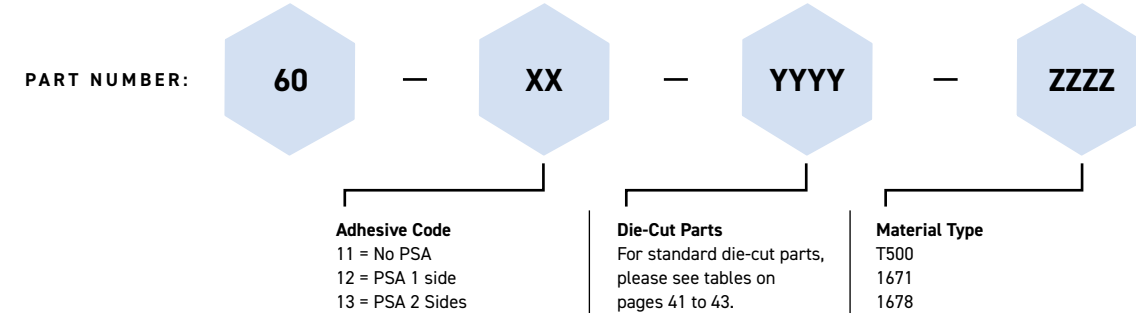 PART NUMBER: 60 — XX — YYYY — ZZZZ
Adhesive Code
11 = No PSA
12 = PSA 1 side
13 = PSA 2 Sides
Die-Cut Parts
For standard die-cut parts,
please see tables on
pages 41 to 43.
Material Type
T500
1671
1678